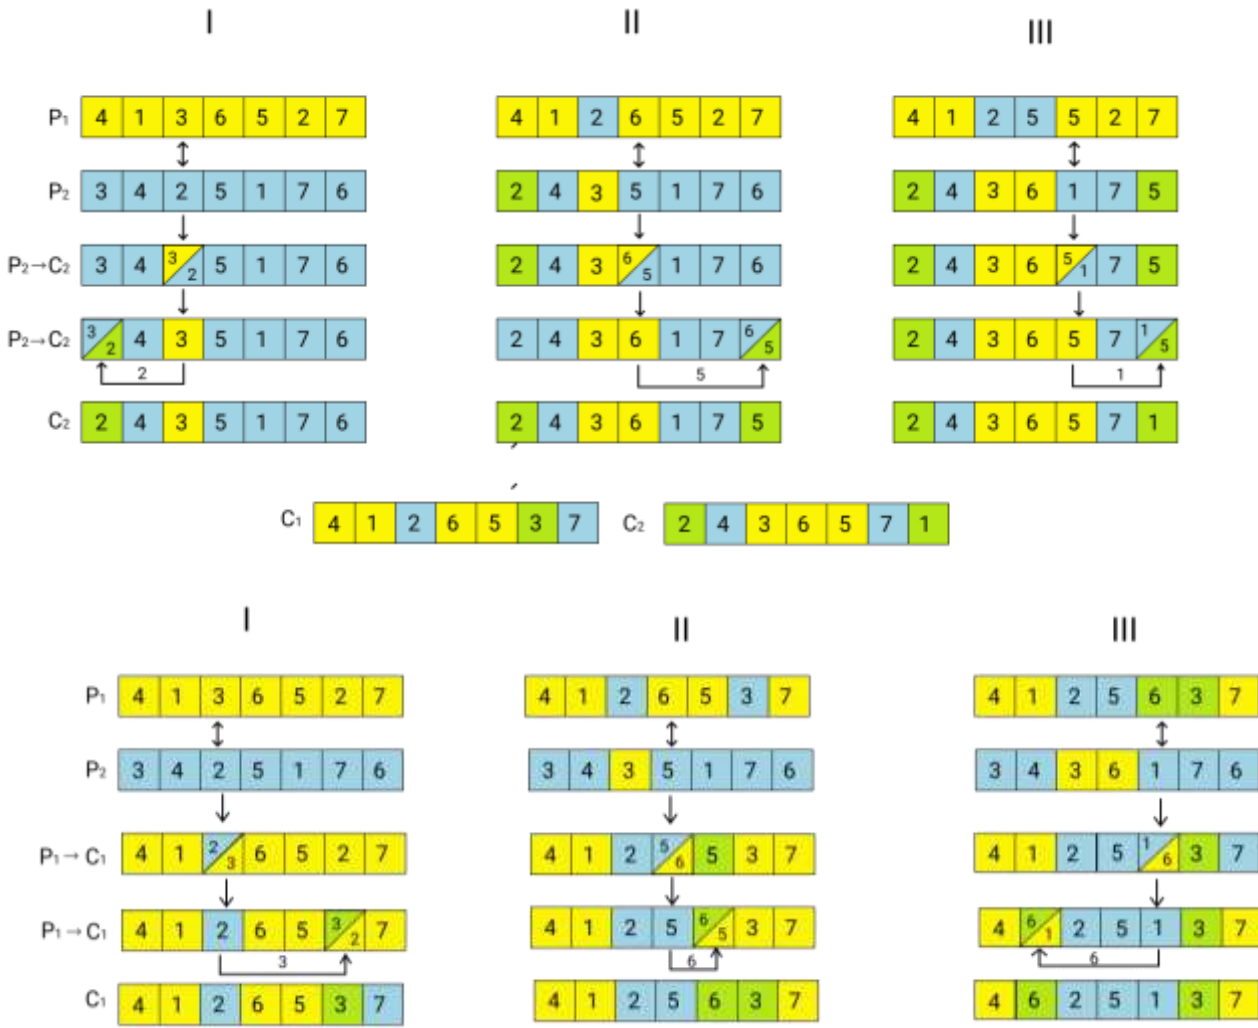 I II III
P₁ 4 1 3 6 5 2 7 4 1 2 6 5 2 7 4 1 2 5 5 2 7
P₂ 3 4 2 5 1 7 6 2 4 3 5 1 7 6 2 4 3 6 1 7 5
P₂→C₂ 3 4 3 2 5 1 7 6 2 4 3 6 5 1 7 6 2 4 3 6 5 1 7 5
P₂→C₂ 3 2 4 3 5 1 7 6 2 4 3 6 1 7 6 5 2 4 3 6 5 7 1 5
2 5 1
C₂ 2 4 3 5 1 7 6 2 4 3 6 1 7 5 2 4 3 6 5 7 1
C₁ 4 1 2 6 5 3 7 C₂ 2 4 3 6 5 7 1
I II III
P₁ 4 1 3 6 5 2 7 4 1 2 6 5 3 7 4 1 2 5 6 3 7
P₂ 3 4 2 5 1 7 6 3 4 3 5 1 7 6 3 4 3 6 1 7 6
P₁→C₁ 4 1 2 3 6 5 2 7 4 1 2 5 6 5 3 7 4 1 2 5 1 6 3 7
P₁→C₁ 4 1 2 6 5 3 2 7 4 1 2 5 6 5 3 7 4 6 1 2 5 1 3 7
3 6 6
C₁ 4 1 2 6 5 3 7 4 1 2 5 6 3 7 4 6 2 5 1 3 7